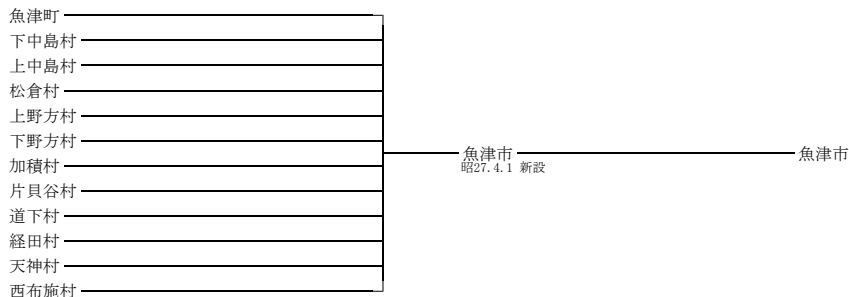 魚津町
下中島村
上中島村
松倉村
上野方村
下野方村
加積村
片貝谷村
道下村
経田村
天神村
西布施村
魚津市
昭27.4.1 新設
魚津市